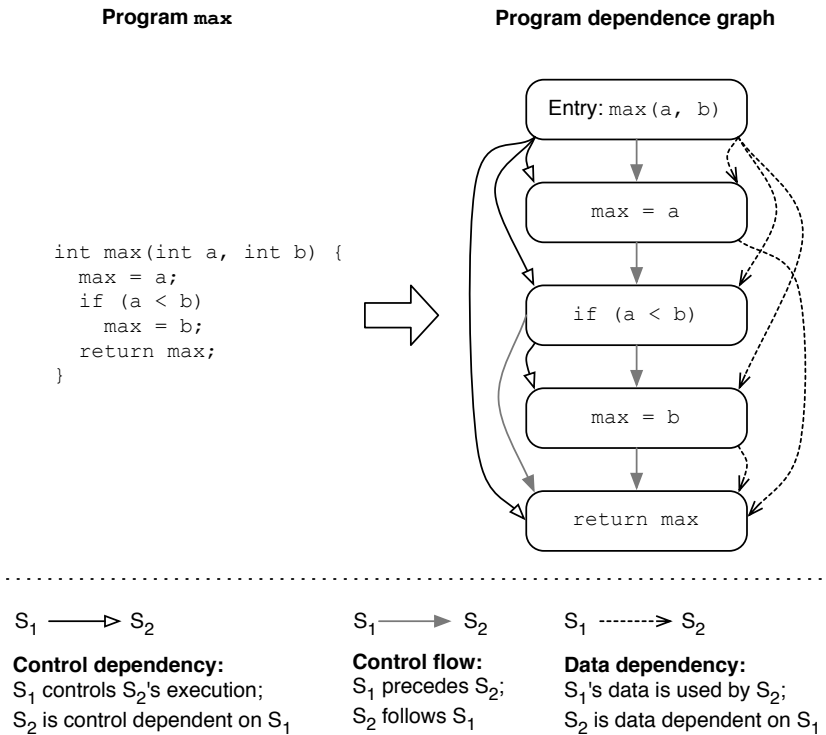 Program max
Program dependence graph
int max(int a, int b) {
max = a;
if (a < b)
max = b;
return max;
}
Entry: max(a, b)
max = a
if (a < b)
max = b
return max
S1 S2
Control dependency:
S1 controls S2's execution;
S2 is control dependent on S1
S1 S2
Control flow:
S1 precedes S2;
S2 follows S1
S1 S2
Data dependency:
S1's data is used by S2;
S2 is data dependent on S1